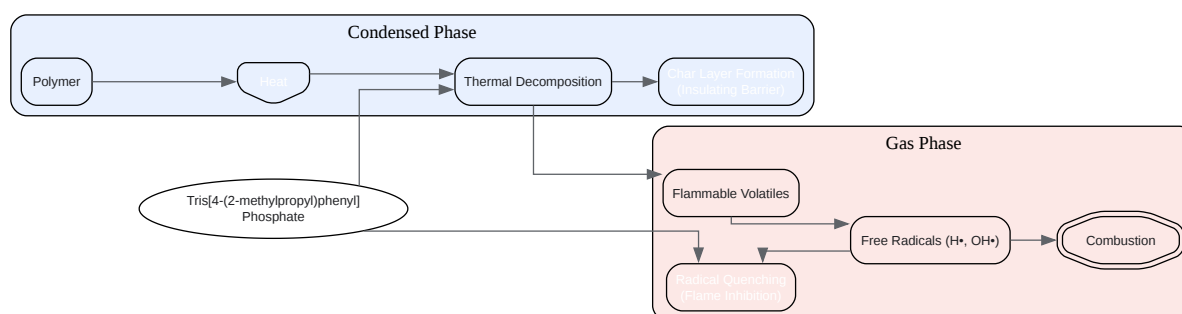 Condensed Phase
Polymer
Heat
Thermal Decomposition
Char Layer Formation
(Insulating Barrier)
Gas Phase
Tris[4-(2-methylpropyl)phenyl]
Phosphate
Flammable Volatiles
Free Radicals (H•, OH•)
Combustion
Radical Quenching
(Flame Inhibition)